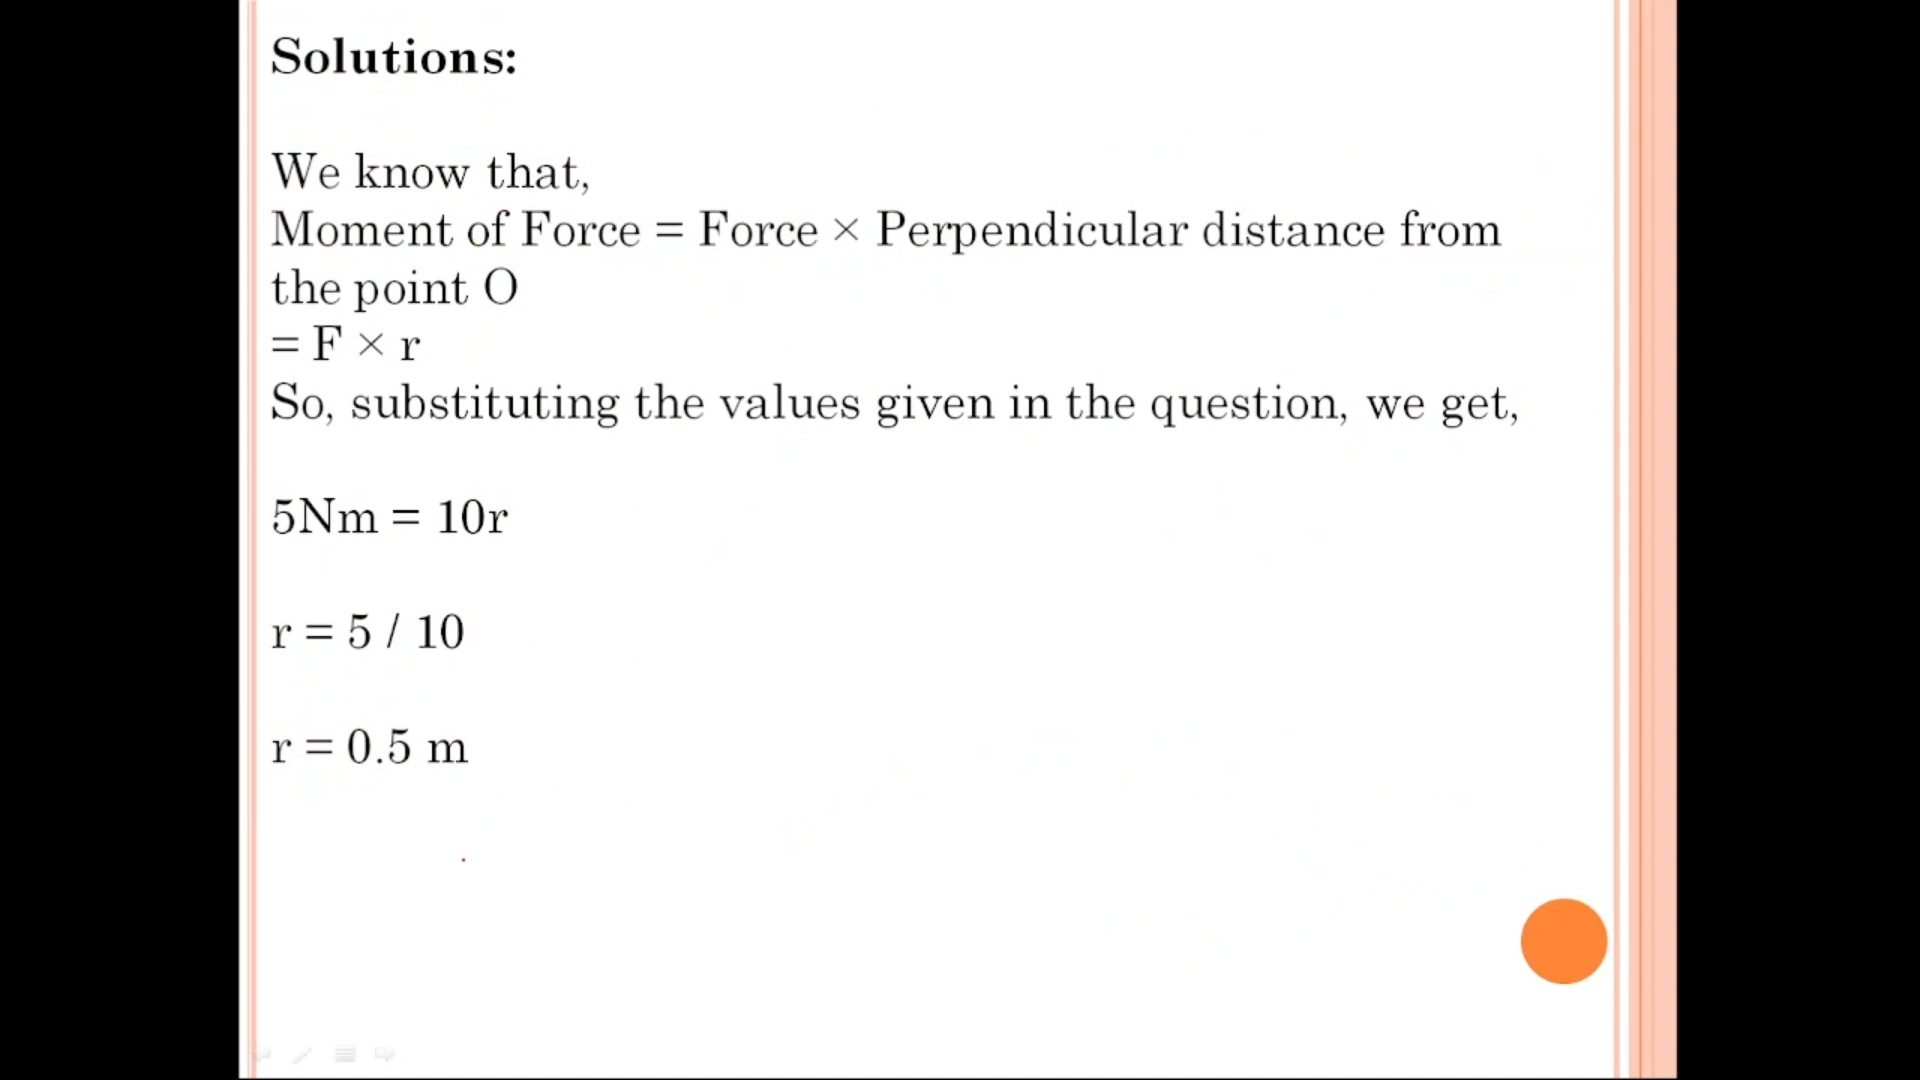 Solutions:
We know that,
Moment of Force = Force × Perpendicular distance from
the point O
= F × r
So, substituting the values given in the question, we get,
5Nm = 10r
r = 5 / 10
r = 0.5 m